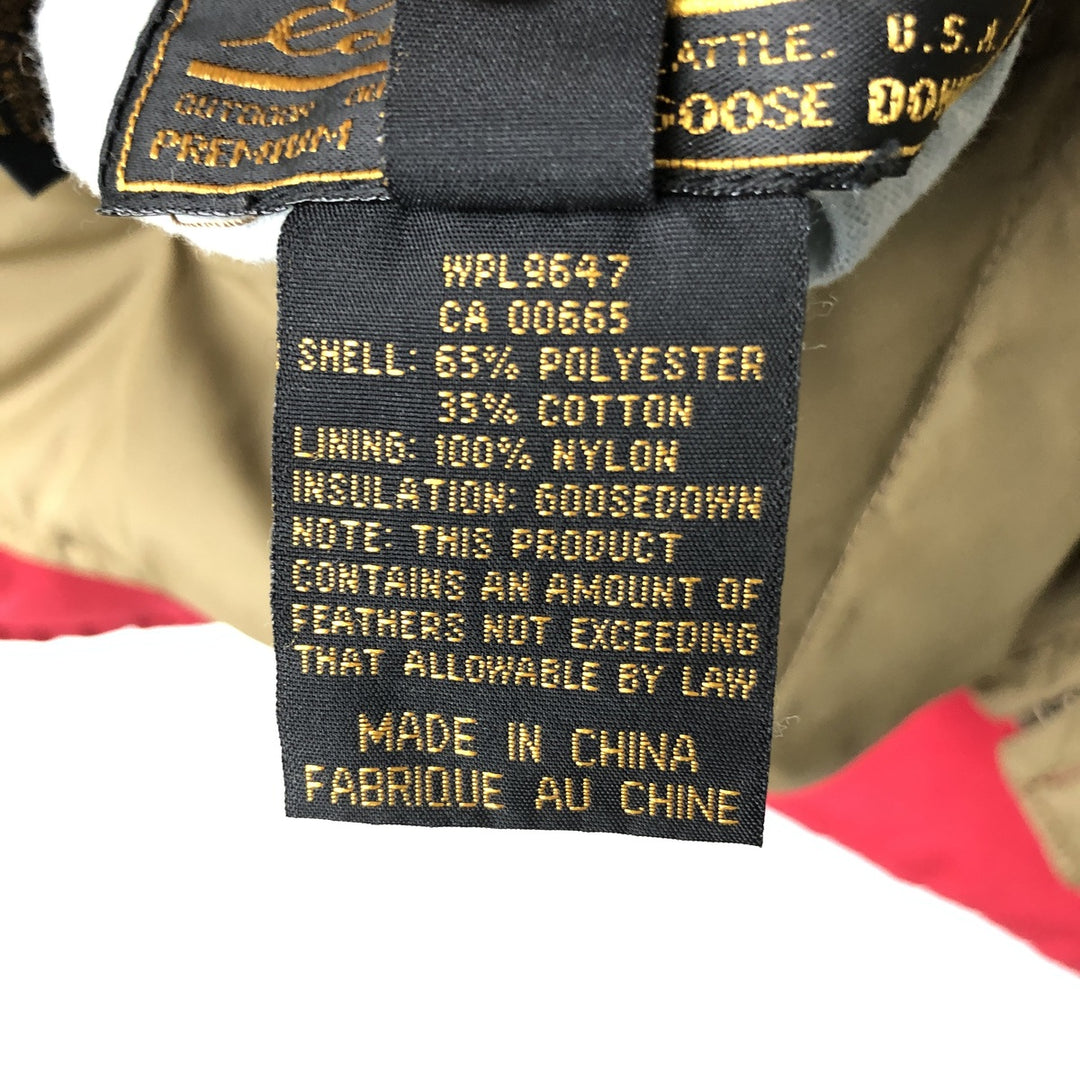 OUTDOOR
ATTLE. U.S.A.
PREMIUM GOOSE DOWN
WPL9647
CA 00665
SHELL: 65% POLYESTER
35% COTTON
LINING: 100% NYLON
INSULATION: GOOSEDOWN
NOTE: THIS PRODUCT
CONTAINS AN AMOUNT OF
FEATHERS NOT EXCEEDING
THAT ALLOWABLE BY LAW
MADE IN CHINA
FABRIQUE AU CHINE